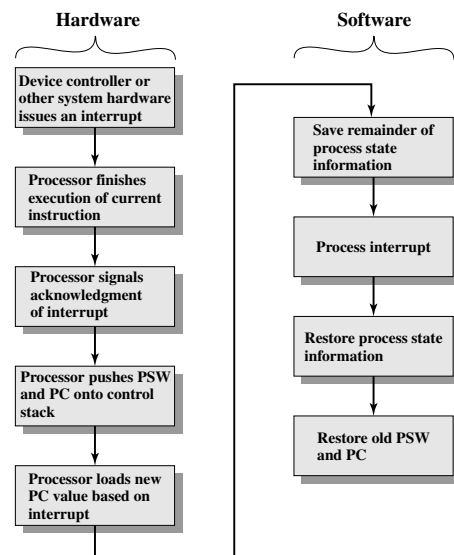 Hardware
Device controller or
other system hardware
issues an interrupt
Processor finishes
execution of current
instruction
Processor signals
acknowledgment
of interrupt
Processor pushes PSW
and PC onto control
stack
Processor loads new
PC value based on
interrupt
Software
Save remainder of
process state
information
Process interrupt
Restore process state
information
Restore old PSW
and PC